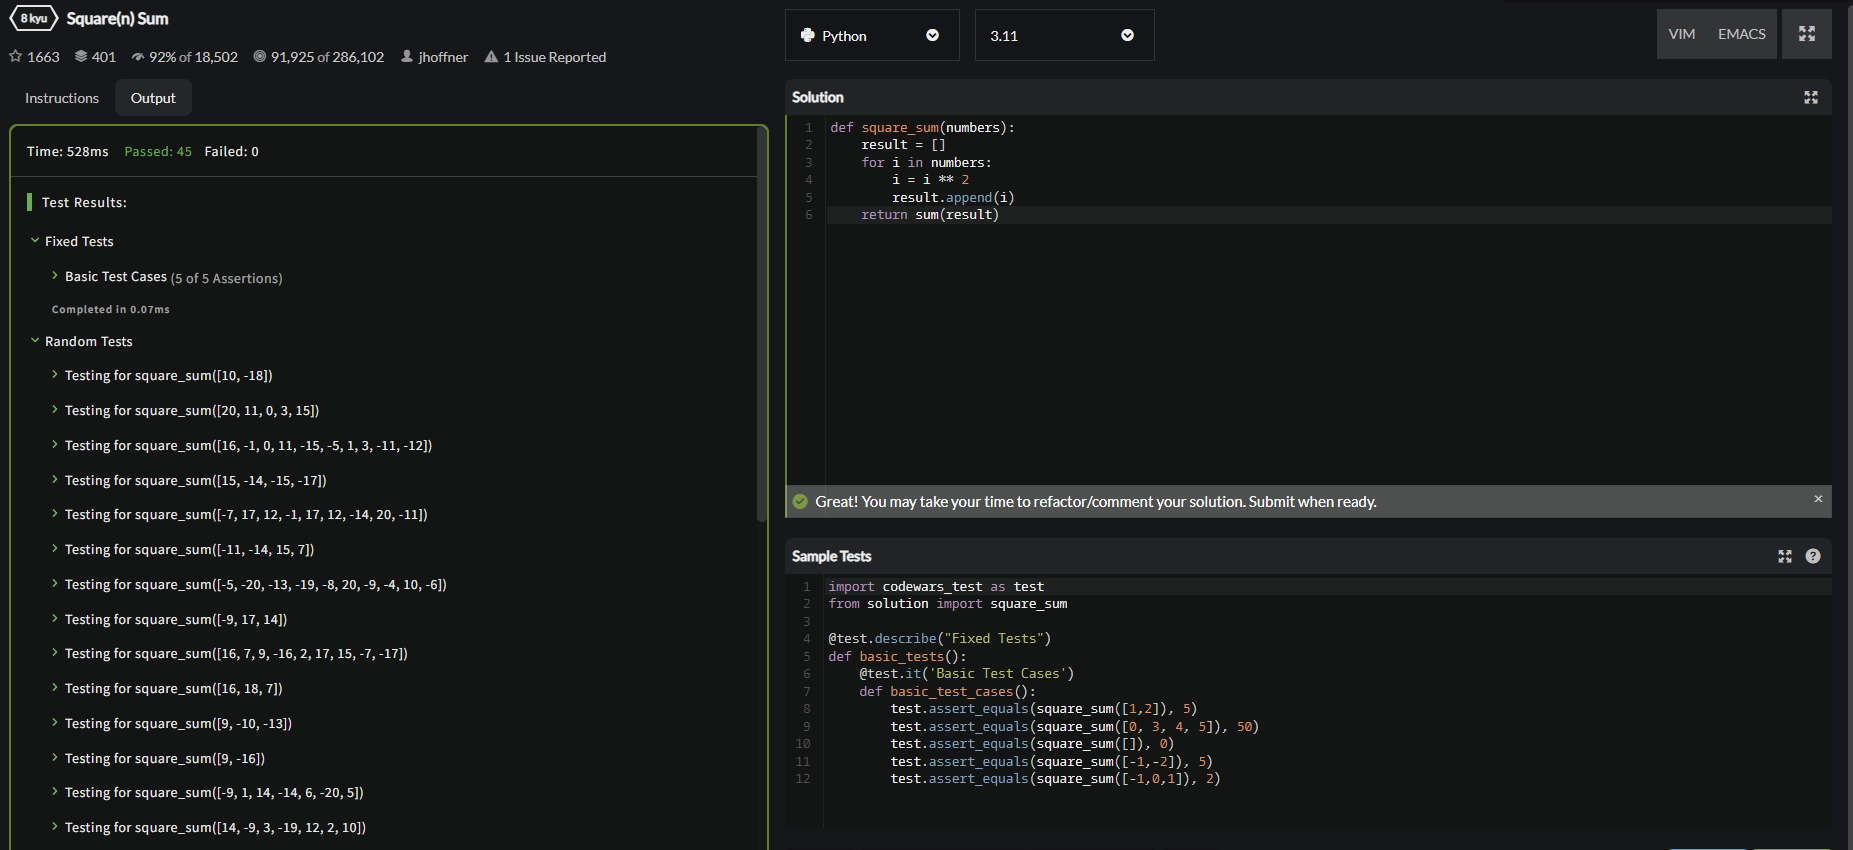 8 kyu Square(n) Sum
1663 401 92% of 18,502 91,925 of 286,102 jhoffner 1 Issue Reported
Instructions Output
Time: 528ms Passed: 45 Failed: 0
Test Results:
Fixed Tests
Basic Test Cases (5 of 5 Assertions)
Completed in 0.07ms
Random Tests
Testing for square_sum([10, -18])
Testing for square_sum([20, 11, 0, 3, 15])
Testing for square_sum([16, -1, 0, 11, -15, -5, 1, 3, -11, -12])
Testing for square_sum([15, -14, -15, -17])
Testing for square_sum([-7, 17, 12, -1, 17, 12, -14, 20, -11])
Testing for square_sum([-11, -14, 15, 7])
Testing for square_sum([-5, -20, -13, -19, -8, 20, -9, -4, 10, -6])
Testing for square_sum([-9, 17, 14])
Testing for square_sum([16, 7, 9, -16, 2, 17, 15, -7, -17])
Testing for square_sum([16, 18, 7])
Testing for square_sum([9, -10, -13])
Testing for square_sum([9, -16])
Testing for square_sum([-9, 1, 14, -14, 6, -20, 5])
Testing for square_sum([14, -9, 3, -19, 12, 2, 10])
Python 3.11 VIM EMACS
Solution
1 def square_sum(numbers):
2 result = []
3 for i in numbers:
4 i = i ** 2
5 result.append(i)
6 return sum(result)
Great! You may take your time to refactor/comment your solution. Submit when ready. ×
Sample Tests ?
1 import codewars_test as test
2 from solution import square_sum
3
4 @test.describe("Fixed Tests")
5 def basic_tests():
6 @test.it('Basic Test Cases')
7 def basic_test_cases():
8 test.assert_equals(square_sum([1,2]), 5)
9 test.assert_equals(square_sum([0, 3, 4, 5]), 50)
10 test.assert_equals(square_sum([]), 0)
11 test.assert_equals(square_sum([-1,-2]), 5)
12 test.assert_equals(square_sum([-1,0,1]), 2)